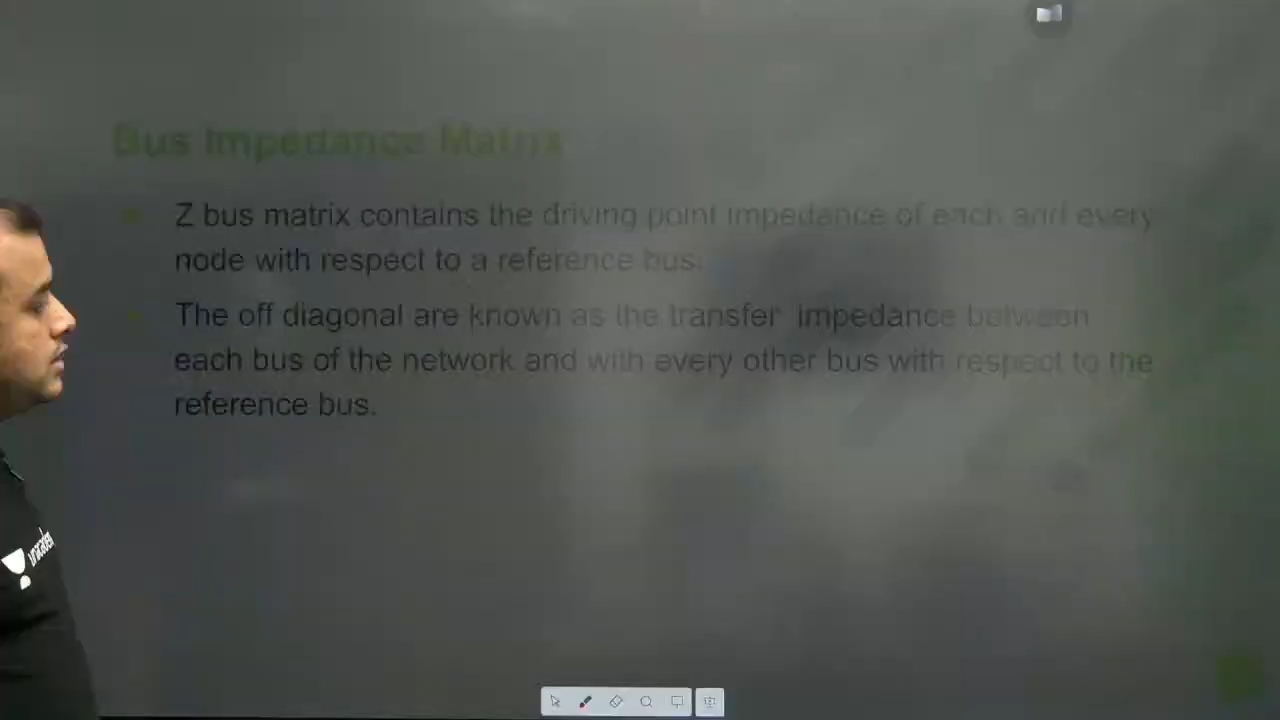 Bus Impedance Matrix
Z bus matrix contains the driving point impedance of each and every
node with respect to a reference bus.
The off diagonal are known as the transfer impedance between
each bus of the network and with every other bus with respect to the
reference bus.